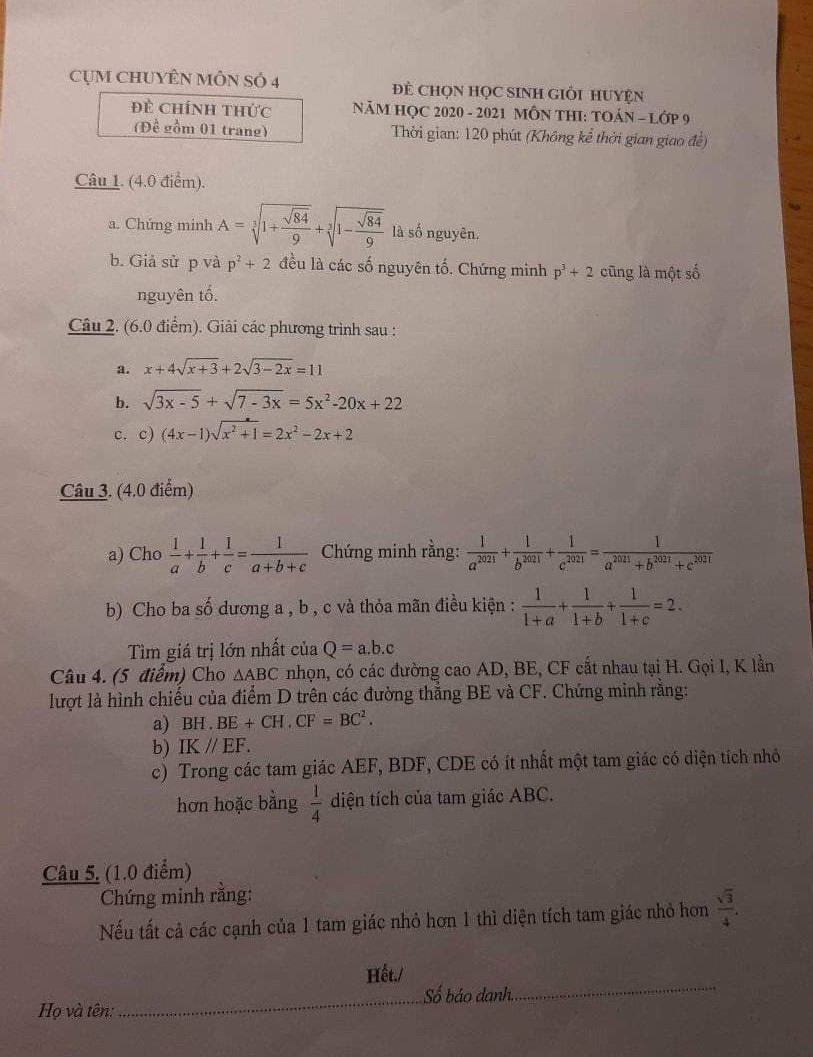 CỤM CHUYÊN MÔN SỐ 4
ĐỀ CHÍNH THỨC
(Đề gồm 01 trang)
ĐỀ CHỌN HỌC SINH GIỎI HUYỆN
NĂM HỌC 2020 - 2021 MÔN THI: TOÁN – LỚP 9
Thời gian: 120 phút (Không kể thời gian giao đề)
Câu 1. (4.0 điểm).
a. Chứng minh A = ∛(1+√84/9) + ∛(1−√84/9) là số nguyên.
b. Giả sử p và p² + 2 đều là các số nguyên tố. Chứng minh p³ + 2 cũng là một số
nguyên tố.
Câu 2. (6.0 điểm). Giải các phương trình sau :
a. x + 4√(x+3) + 2√(3−2x) = 11
b. √(3x - 5) + √(7 - 3x) = 5x²-20x + 22
c. c) (4x−1)√(x²+1) = 2x² − 2x + 2
Câu 3. (4.0 điểm)
a) Cho 1/a + 1/b + 1/c = 1/(a+b+c) Chứng minh rằng: 1/a²⁰²¹ + 1/b²⁰²¹ + 1/c²⁰²¹ = 1/(a²⁰²¹ + b²⁰²¹ + c²⁰²¹)
b) Cho ba số dương a , b , c và thỏa mãn điều kiện : 1/(1+a) + 1/(1+b) + 1/(1+c) = 2.
Tìm giá trị lớn nhất của Q = a.b.c
Câu 4. (5 điểm) Cho ΔABC nhọn, có các đường cao AD, BE, CF cắt nhau tại H. Gọi I, K lần
lượt là hình chiếu của điểm D trên các đường thẳng BE và CF. Chứng minh rằng:
a) BH . BE + CH . CF = BC².
b) IK // EF.
c) Trong các tam giác AEF, BDF, CDE có ít nhất một tam giác có diện tích nhỏ
hơn hoặc bằng 1/4 diện tích của tam giác ABC.
Câu 5. (1.0 điểm)
Chứng minh rằng:
Nếu tất cả các cạnh của 1 tam giác nhỏ hơn 1 thì diện tích tam giác nhỏ hơn √3/4.
Hết./
Họ và tên: ........................Số báo danh........................